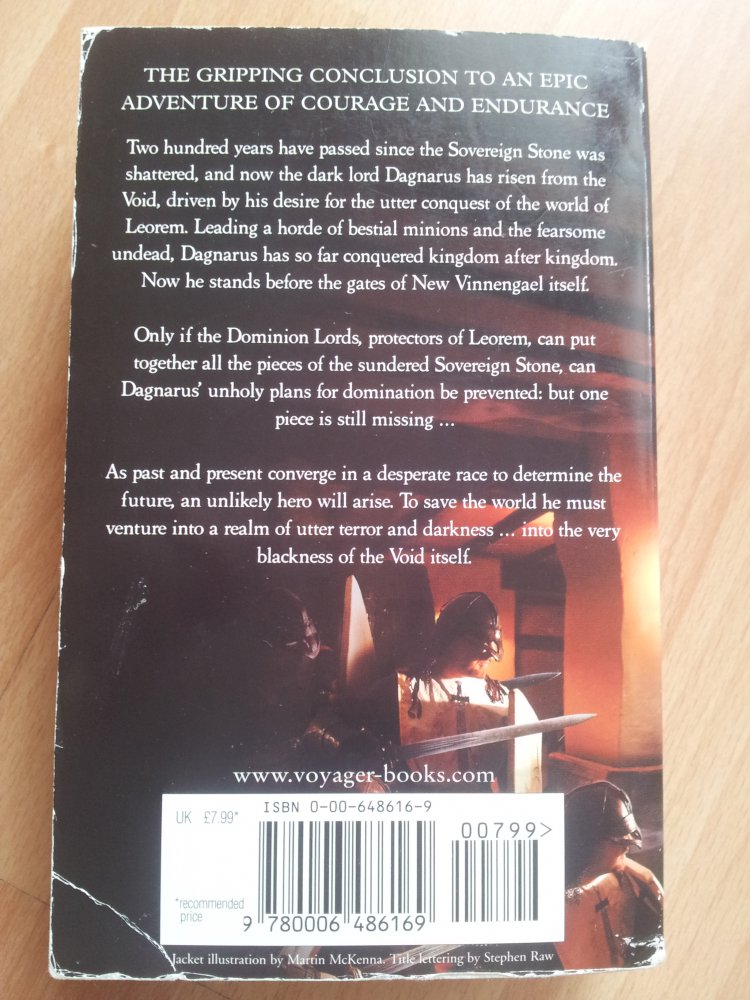 THE GRIPPING CONCLUSION TO AN EPIC
ADVENTURE OF COURAGE AND ENDURANCE
Two hundred years have passed since the Sovereign Stone was
shattered, and now the dark lord Dagnarus has risen from the
Void, driven by his desire for the utter conquest of the world of
Leorem. Leading a horde of bestial minions and the fearsome
undead, Dagnarus has so far conquered kingdom after kingdom.
Now he stands before the gates of New Vinnengael itself.
Only if the Dominion Lords, protectors of Leorem, can put
together all the pieces of the sundered Sovereign Stone, can
Dagnarus' unholy plans for domination be prevented: but one
piece is still missing ...
As past and present converge in a desperate race to determine the
future, an unlikely hero will arise. To save the world he must
venture into a realm of utter terror and darkness ... into the very
blackness of the Void itself.
www.voyager-books.com
ISBN 0-00-648616-9
UK £7.99*
00799>
*recommended
price
9 780006 486169
Jacket illustration by Martin McKenna. Title lettering by Stephen Raw